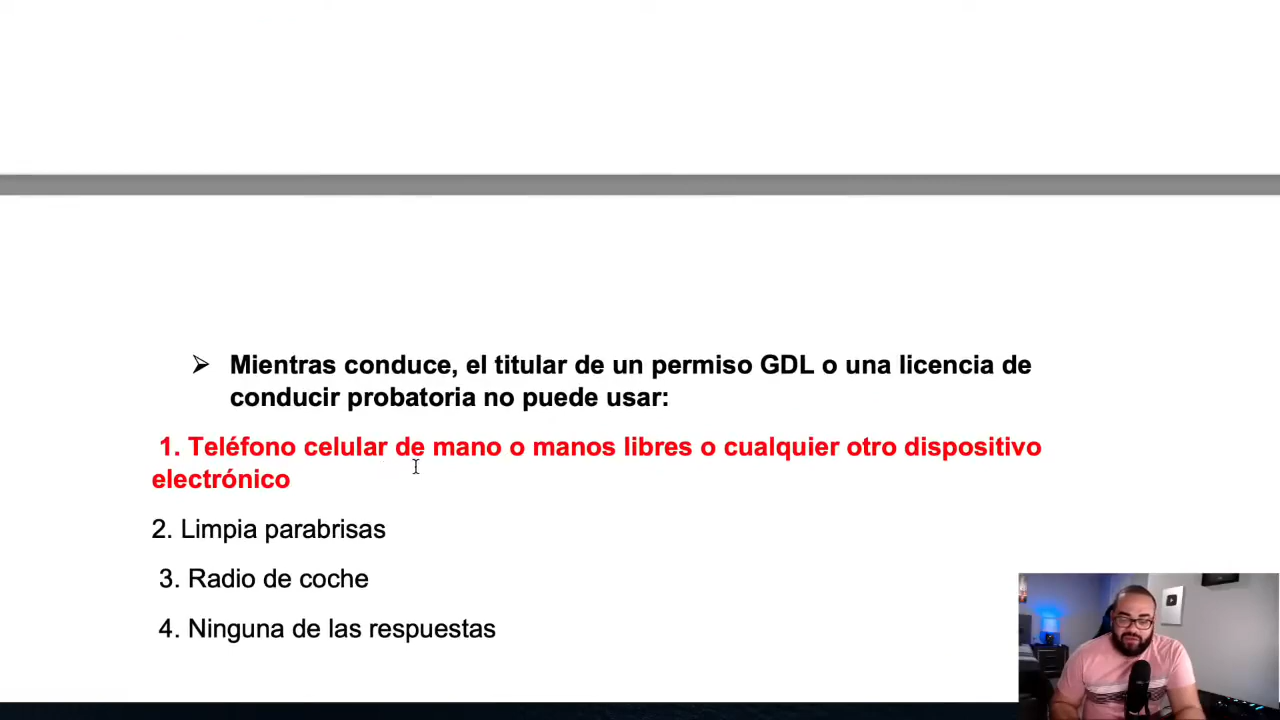 Mientras conduce, el titular de un permiso GDL o una licencia de
conducir probatoria no puede usar:
1. Teléfono celular de mano o manos libres o cualquier otro dispositivo
electrónico
2. Limpia parabrisas
3. Radio de coche
4. Ninguna de las respuestas